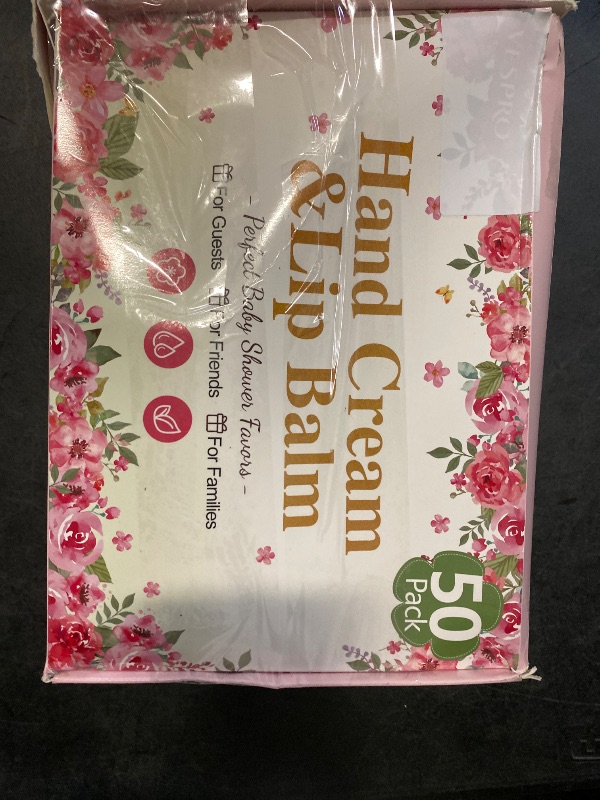 Hand Cream
& Lip Balm
- Perfect Baby Shower Favors -
For Guests For Friends For Families
50
Pack